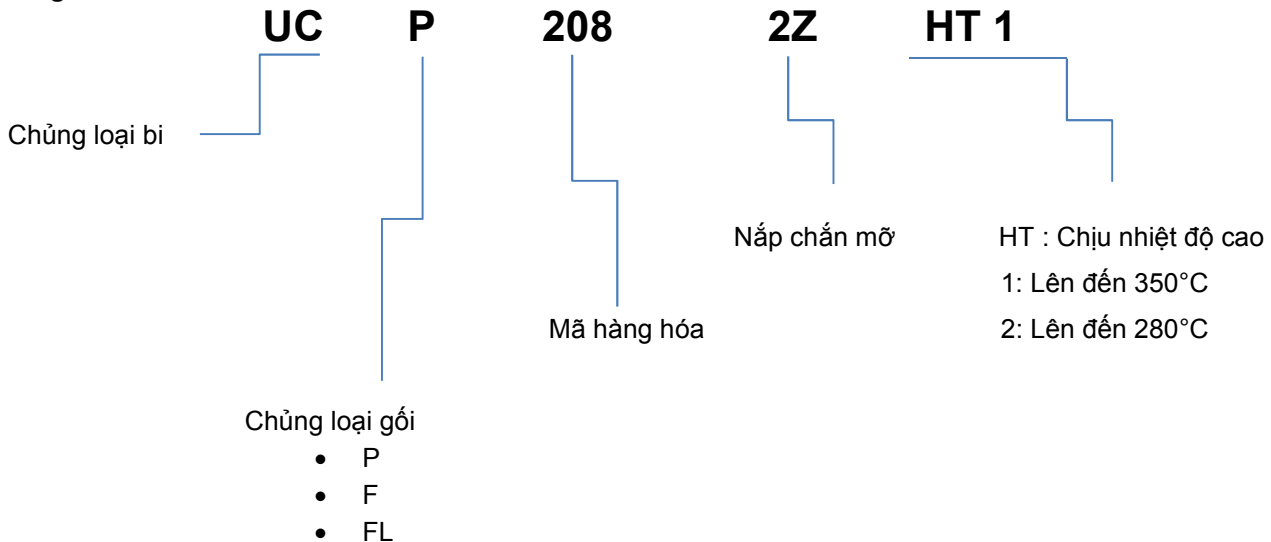 UC P 208 2Z HT 1
Chủng loại bi
Nắp chắn mỡ
HT : Chịu nhiệt độ cao
1: Lên đến 350°C
2: Lên đến 280°C
Mã hàng hóa
Chủng loại gối
• P
• F
• FL